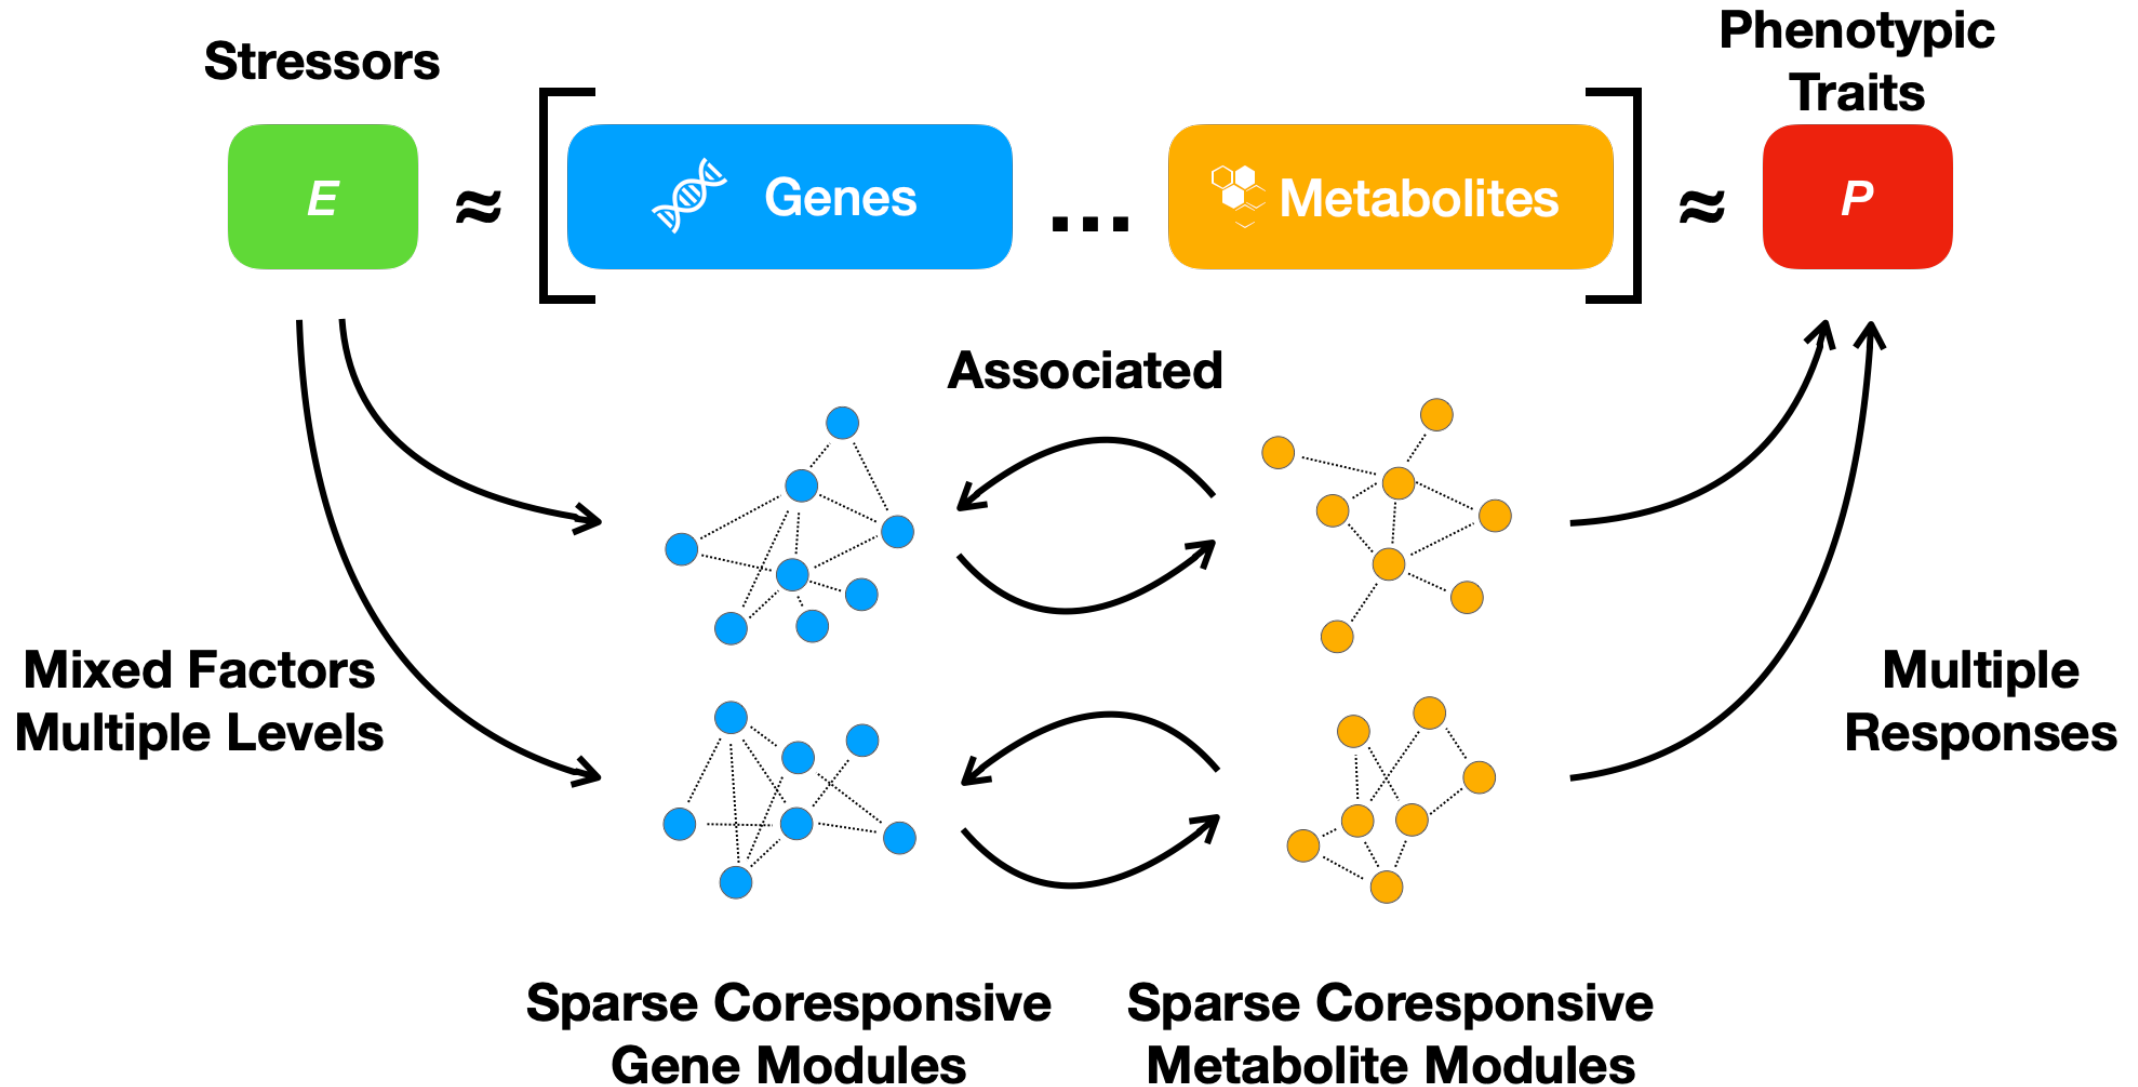 Stressors
Phenotypic
Traits
E
≈
Genes
...
Metabolites
≈
P
Associated
Mixed Factors
Multiple Levels
Multiple
Responses
Sparse Coresponsive
Gene Modules
Sparse Coresponsive
Metabolite Modules